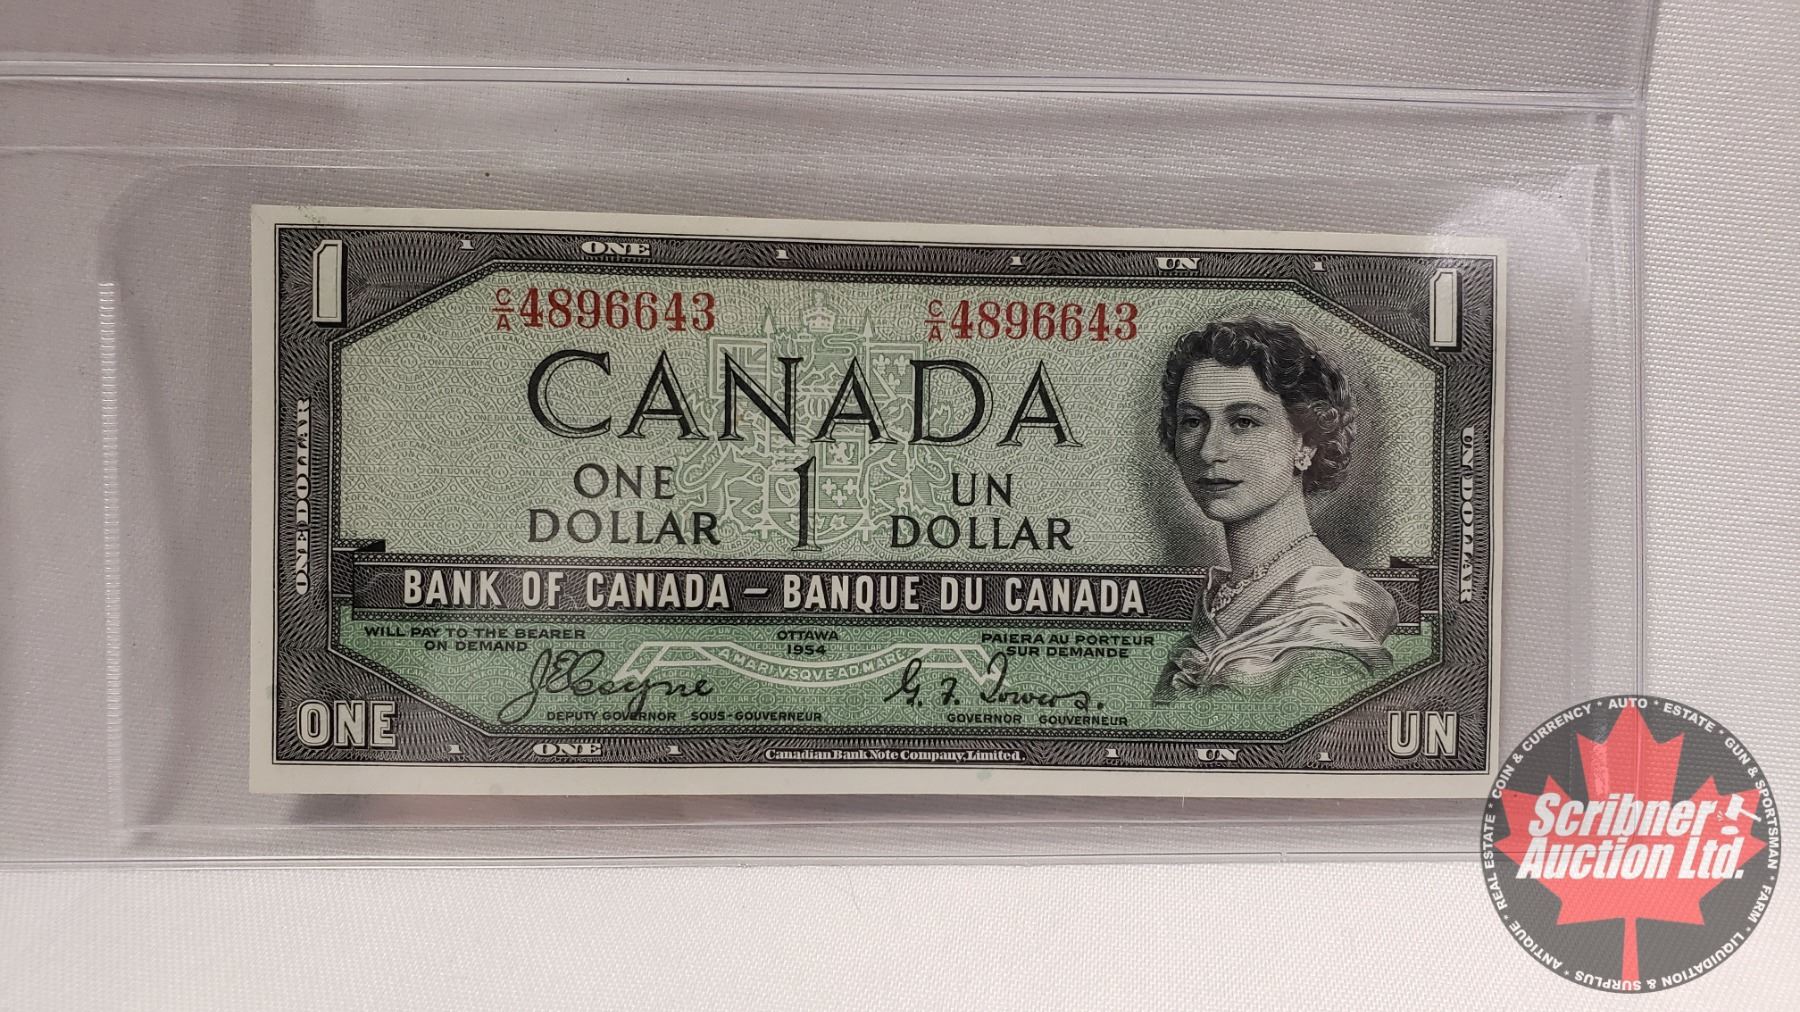 1 1 ONE 1 1 UN 1 1
C/A 4896643 C/A 4896643
CANADA
ONE DOLLAR 1 UN DOLLAR
ONE DOLLAR
UN DOLLAR
BANK OF CANADA – BANQUE DU CANADA
WILL PAY TO THE BEARER
ON DEMAND
OTTAWA
1954
PAIERA AU PORTEUR
SUR DEMANDE
A·MARI·VSQVE·AD·MARE
J E Coyne
G. F. Towers.
DEPUTY GOVERNOR SOUS-GOUVERNEUR
GOVERNOR GOUVERNEUR
ONE 1 ONE 1 Canadian Bank Note Company, Limited. 1 UN 1 UN
Scribner
Auction Ltd.
REAL ESTATE * COIN & CURRENCY * AUTO * ESTATE * GUN & SPORTSMAN * FARM * LIQUIDATION & SURPLUS * ANTIQUE *